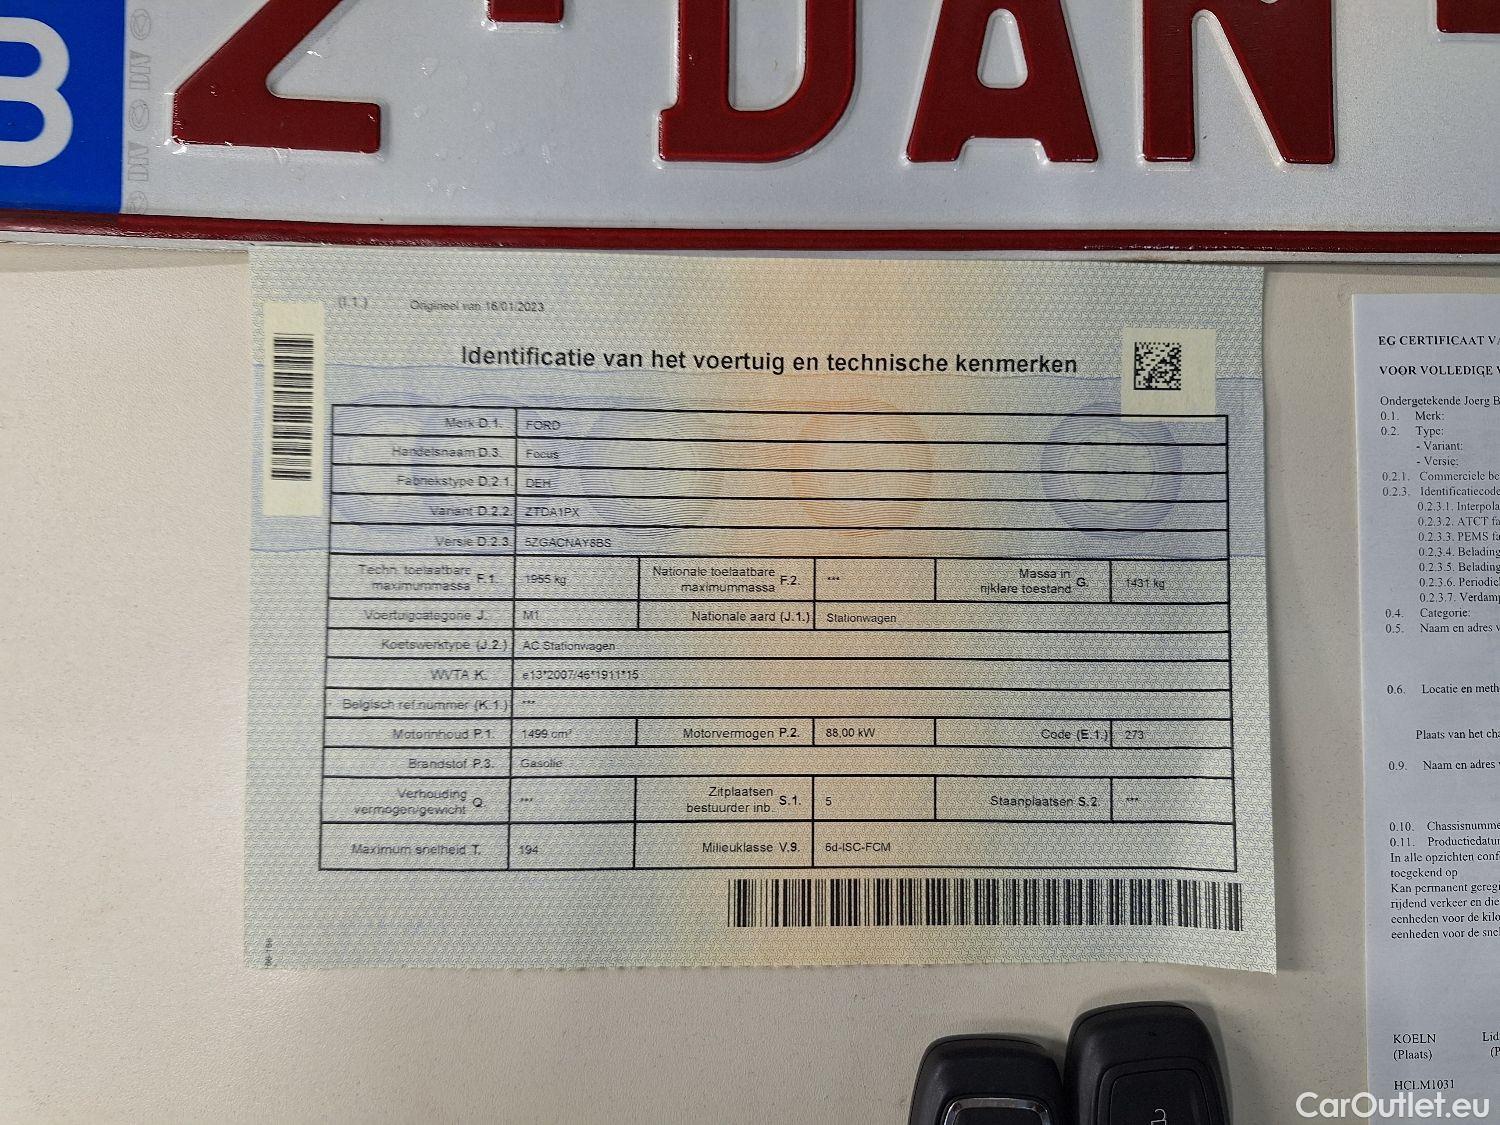 B
2-DAN
(I.1.) Origineel van 16/01/2023
Identificatie van het voertuig en technische kenmerken
Merk D.1. FORD
Handelsnaam D.3. Focus
Fabriekstype D.2.1. DEH
Variant D.2.2. ZTDA1PX
Versie D.2.3. 5ZGACNAY8BS
Techn. toelaatbare maximummassa F.1. 1955 kg Nationale toelaatbare maximummassa F.2. *** Massa in rijklare toestand G. 1431 kg
Voertuigcategorie J. M1 Nationale aard (J.1.) Stationwagen
Koetswerktype (J.2.) AC Stationwagen
WVTA K. e13*2007/46*1911*15
Belgisch ref.nummer (K.1.) ***
Motorinhoud P.1. 1499 cm³ Motorvermogen P.2. 88,00 kW Code (E.1.) 273
Brandstof P.3. Gasolie
Verhouding vermogen/gewicht Q. *** Zitplaatsen bestuurder inb. S.1. 5 Staanplaatsen S.2. ***
Maximum snelheid T. 194 Milieuklasse V.9. 6d-ISC-FCM
EG CERTIFICAAT
VOOR VOLLEDIGE
Ondergetekende Joerg B
0.1. Merk:
0.2. Type:
- Variant:
- Versie:
0.2.1. Commerciele
0.2.3. Identificatiecode
0.2.3.1. Interpola
0.2.3.2. ATCT fa
0.2.3.3. PEMS fa
0.2.3.4. Belading
0.2.3.5. Belading
0.2.3.6. Periodic
0.2.3.7. Verdamp
0.4. Categorie:
0.5. Naam en adres v
0.6. Locatie en meth
Plaats van het cha
0.9. Naam en adres
0.10. Chassisnumme
0.11. Productiedatum
In alle opzichten conf
toegekend op
Kan permanent geregi
rijdend verkeer en die
eenheden voor de kilo
eenheden voor de snel
KOELN Lid
(Plaats) (P
HCLM1031
CarOutlet.eu